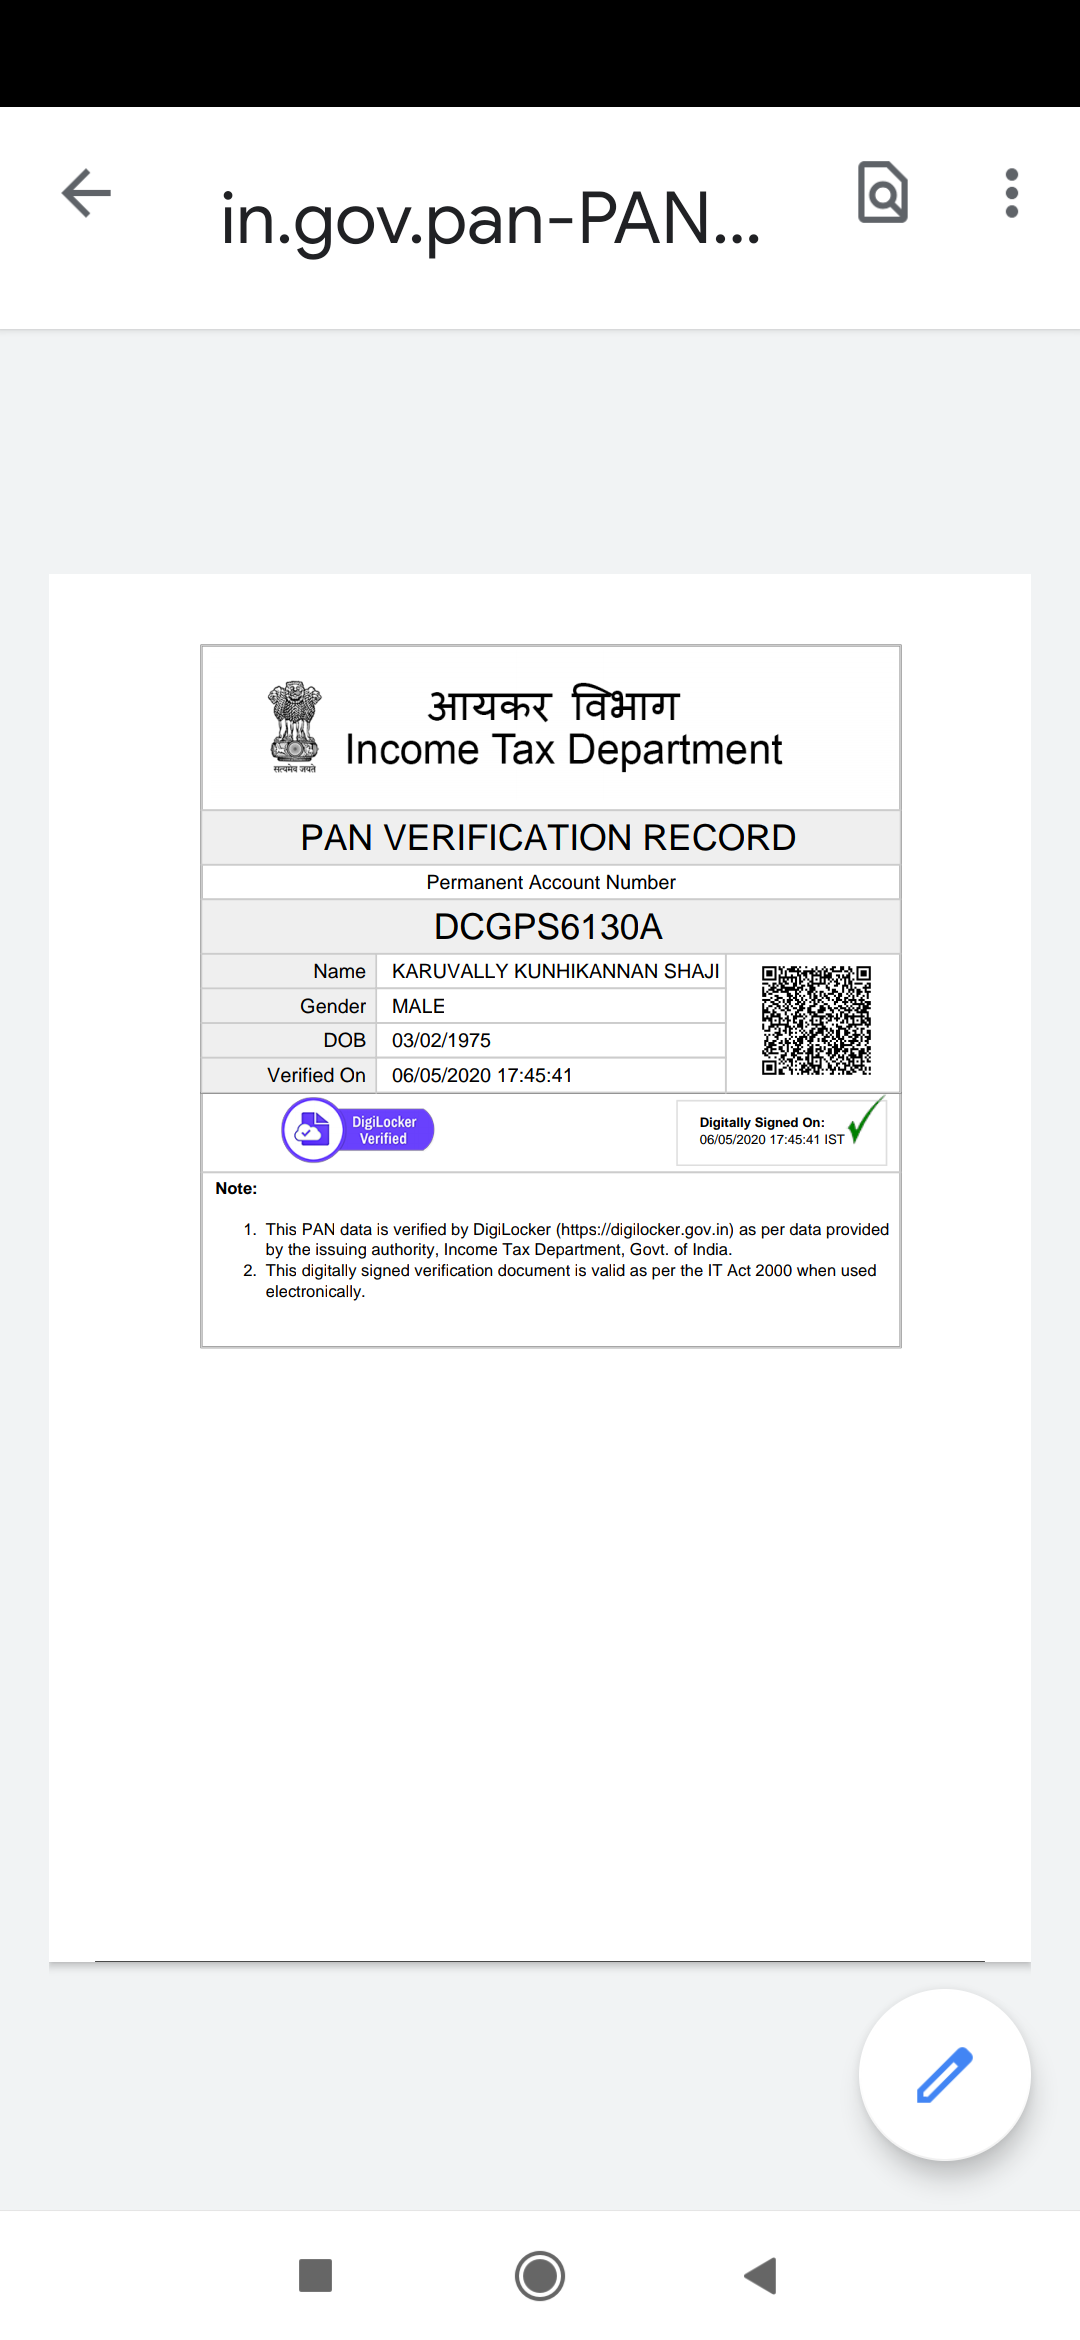 in.gov.pan-PAN...
आयकर विभाग
सत्यमेव जयते
Income Tax Department
PAN VERIFICATION RECORD
Permanent Account Number
DCGPS6130A
Name KARUVALLY KUNHIKANNAN SHAJI
Gender MALE
DOB 03/02/1975
Verified On 06/05/2020 17:45:41
DigiLocker
Verified
Digitally Signed On:
06/05/2020 17:45:41 IST
Note:
1. This PAN data is verified by DigiLocker (https://digilocker.gov.in) as per data provided
by the issuing authority, Income Tax Department, Govt. of India.
2. This digitally signed verification document is valid as per the IT Act 2000 when used
electronically.